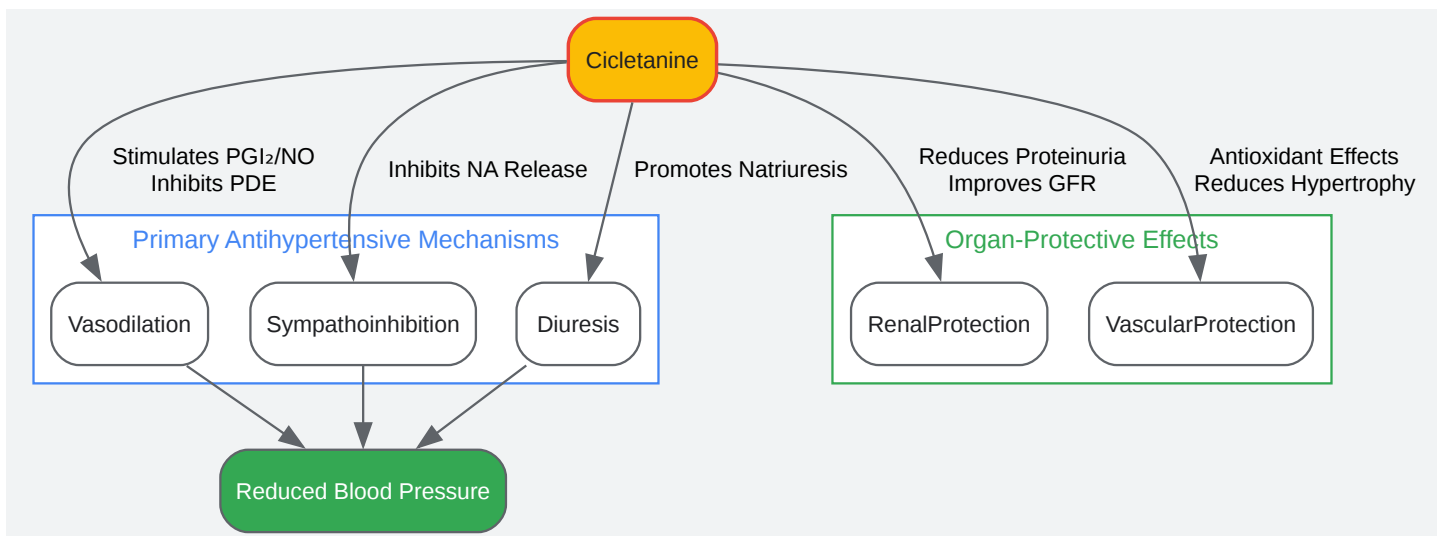 Cicletanine
Stimulates PGI₂/NO
Inhibits PDE
Inhibits NA Release
Promotes Natriuresis
Reduces Proteinuria
Improves GFR
Antioxidant Effects
Reduces Hypertrophy
Primary Antihypertensive Mechanisms
Organ-Protective Effects
Vasodilation
Sympathoinhibition
Diuresis
RenalProtection
VascularProtection
Reduced Blood Pressure